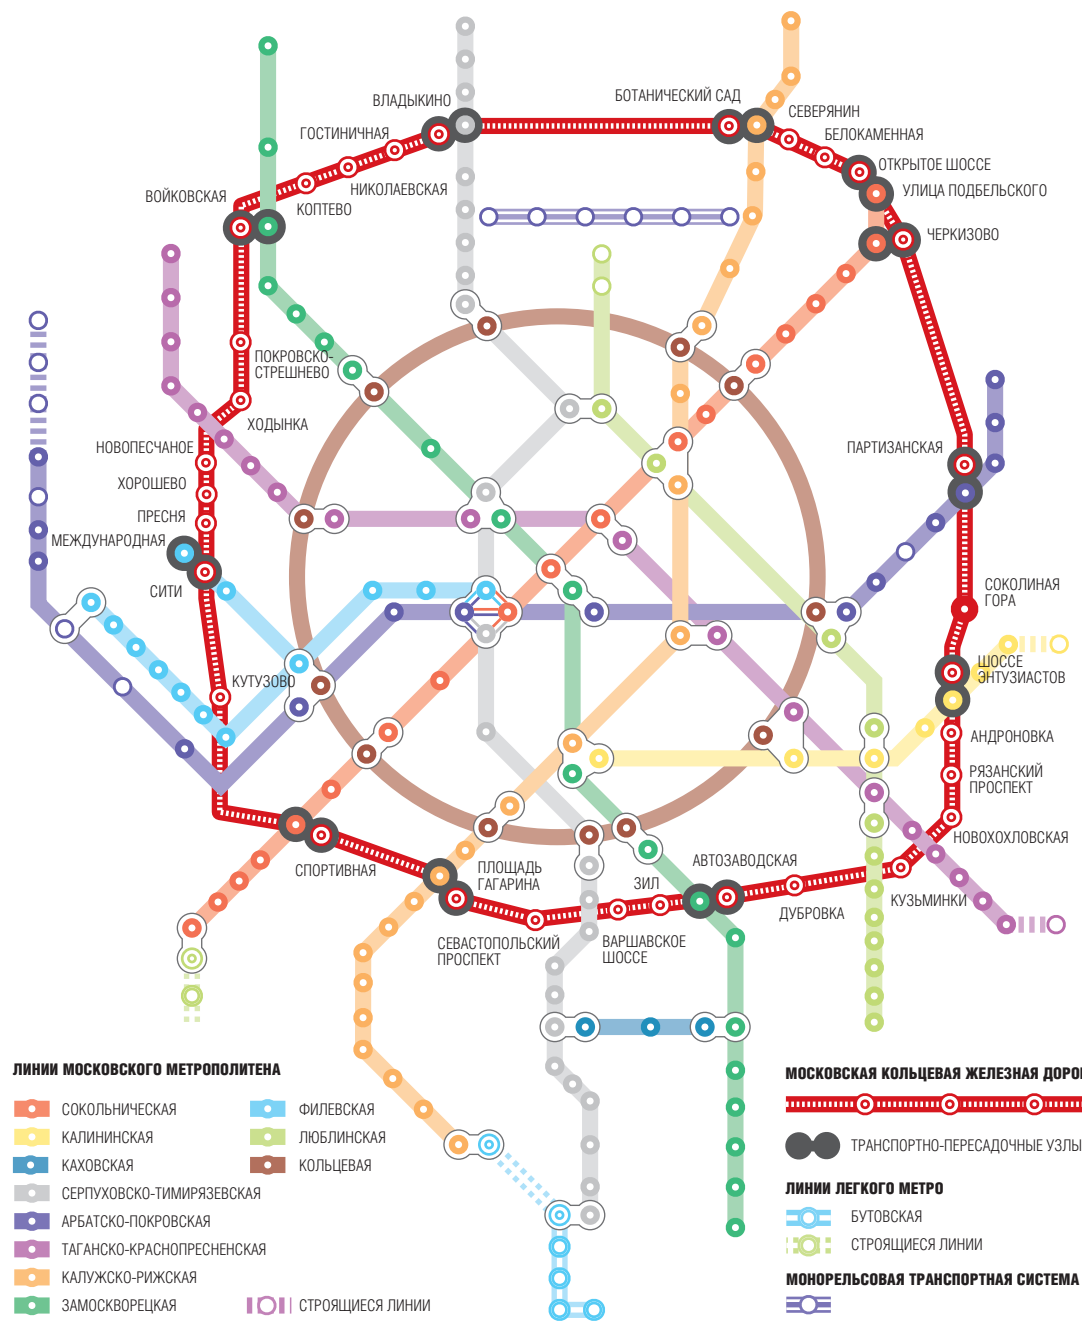 ВЛАДЫКИНО
БОТАНИЧЕСКИЙ САД
СЕВЕРЯНИН
ГОСТИНИЧНАЯ
БЕЛОКАМЕННАЯ
ОТКРЫТОЕ ШОССЕ
НИКОЛАЕВСКАЯ
УЛИЦА ПОДБЕЛЬСКОГО
ВОЙКОВСКАЯ
КОПТЕВО
ЧЕРКИЗОВО
ПОКРОВСКО-
СТРЕШНЕВО
ХОДЫНКА
НОВОПЕСЧАНОЕ
ПАРТИЗАНСКАЯ
ХОРОШЕВО
ПРЕСНЯ
МЕЖДУНАРОДНАЯ
СИТИ
СОКОЛИНАЯ
ГОРА
КУТУЗОВО
ШОССЕ
ЭНТУЗИАСТОВ
АНДРОНОВКА
РЯЗАНСКИЙ
ПРОСПЕКТ
НОВОХОХЛОВСКАЯ
СПОРТИВНАЯ
ПЛОЩАДЬ
ГАГАРИНА
АВТОЗАВОДСКАЯ
ЗИЛ
КУЗЬМИНКИ
ДУБРОВКА
СЕВАСТОПОЛЬСКИЙ
ПРОСПЕКТ
ВАРШАВСКОЕ
ШОССЕ
ЛИНИИ МОСКОВСКОГО МЕТРОПОЛИТЕНА
СОКОЛЬНИЧЕСКАЯ
КАЛИНИНСКАЯ
КАХОВСКАЯ
СЕРПУХОВСКО-ТИМИРЯЗЕВСКАЯ
АРБАТСКО-ПОКРОВСКАЯ
ТАГАНСКО-КРАСНОПРЕСНЕНСКАЯ
КАЛУЖСКО-РИЖСКАЯ
ЗАМОСКВОРЕЦКАЯ
ФИЛЕВСКАЯ
ЛЮБЛИНСКАЯ
КОЛЬЦЕВАЯ
СТРОЯЩИЕСЯ ЛИНИИ
МОСКОВСКАЯ КОЛЬЦЕВАЯ ЖЕЛЕЗНАЯ ДОРО
ТРАНСПОРТНО-ПЕРЕСАДОЧНЫЕ УЗЛЫ
ЛИНИИ ЛЕГКОГО МЕТРО
БУТОВСКАЯ
СТРОЯЩИЕСЯ ЛИНИИ
МОНОРЕЛЬСОВАЯ ТРАНСПОРТНАЯ СИСТЕМА